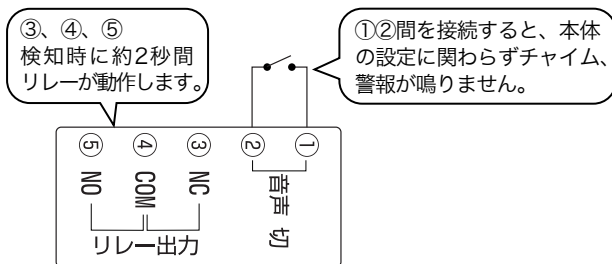 ③、④、⑤
検知時に約2秒間
リレーが動作します。
①②間を接続すると、本体
の設定に関わらずチャイム、
警報が鳴りません。
⑤ ④ ③ ② ①
NO COM NC
音声 切
リレー出力